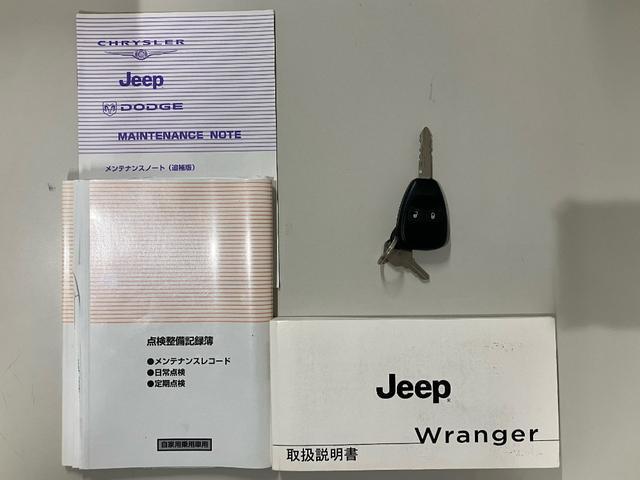 CHRYSLER
Jeep
DODGE
MAINTENANCE NOTE
メンテナンスノート（追補版）
点検整備記録簿
●メンテナンスレコード
●日常点検
●定期点検
自家用乗用車用
Jeep
Wrangler
取扱説明書